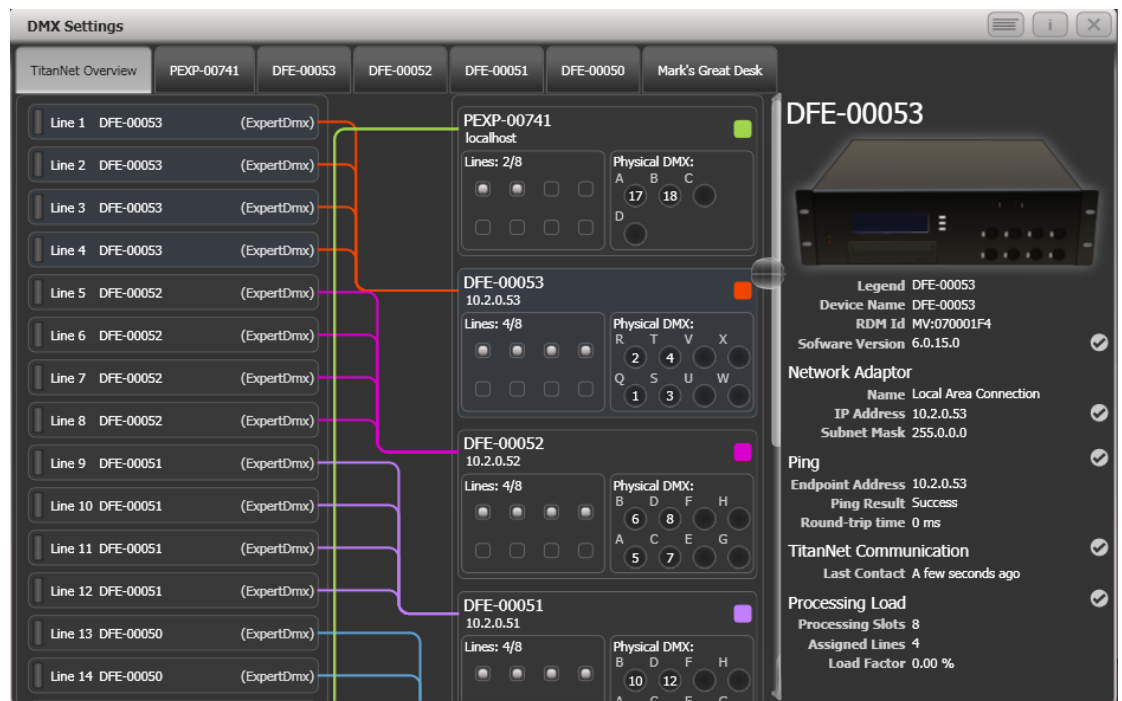 DMX Settings
i
TitanNet Overview PEXP-00741 DFE-00053 DFE-00052 DFE-00051 DFE-00050 Mark's Great Desk
Line 1 DFE-00053 (ExpertDmx)
Line 2 DFE-00053 (ExpertDmx)
Line 3 DFE-00053 (ExpertDmx)
Line 4 DFE-00053 (ExpertDmx)
Line 5 DFE-00052 (ExpertDmx)
Line 6 DFE-00052 (ExpertDmx)
Line 7 DFE-00052 (ExpertDmx)
Line 8 DFE-00052 (ExpertDmx)
Line 9 DFE-00051 (ExpertDmx)
Line 10 DFE-00051 (ExpertDmx)
Line 11 DFE-00051 (ExpertDmx)
Line 12 DFE-00051 (ExpertDmx)
Line 13 DFE-00050 (ExpertDmx)
Line 14 DFE-00050 (ExpertDmx)
PEXP-00741
localhost
Lines: 2/8 Physical DMX:
A B C
17 18
D
DFE-00053
10.2.0.53
Lines: 4/8 Physical DMX:
R T V X
2 4
Q S U W
1 3
DFE-00052
10.2.0.52
Lines: 4/8 Physical DMX:
B D F H
6 8
A C E G
5 7
DFE-00051
10.2.0.51
Lines: 4/8 Physical DMX:
B D F H
10 12
A C E G
DFE-00053
Legend DFE-00053
Device Name DFE-00053
RDM Id MV:070001F4
Sofware Version 6.0.15.0
Network Adaptor
Name Local Area Connection
IP Address 10.2.0.53
Subnet Mask 255.0.0.0
Ping
Endpoint Address 10.2.0.53
Ping Result Success
Round-trip time 0 ms
TitanNet Communication
Last Contact A few seconds ago
Processing Load
Processing Slots 8
Assigned Lines 4
Load Factor 0.00 %